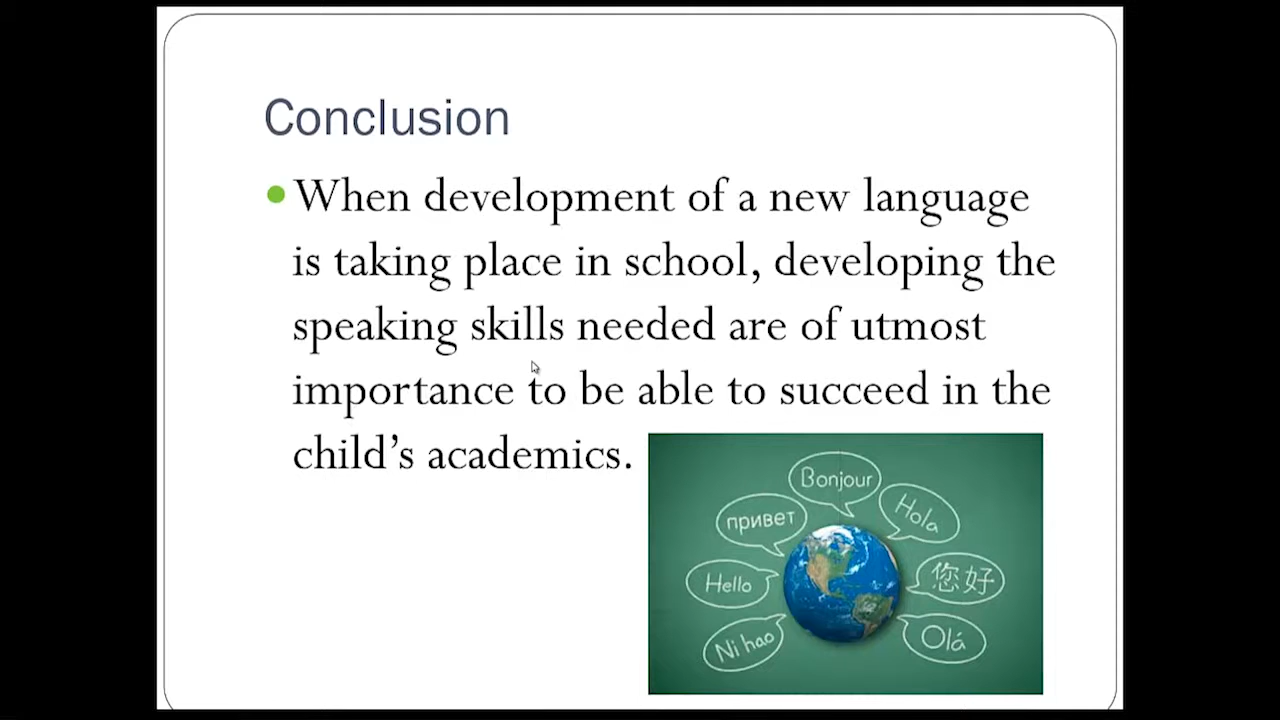 Conclusion
When development of a new language
is taking place in school, developing the
speaking skills needed are of utmost
importance to be able to succeed in the
child’s academics.
Bonjour
Hola
привет
您好
Hello
Olá
Ni hao